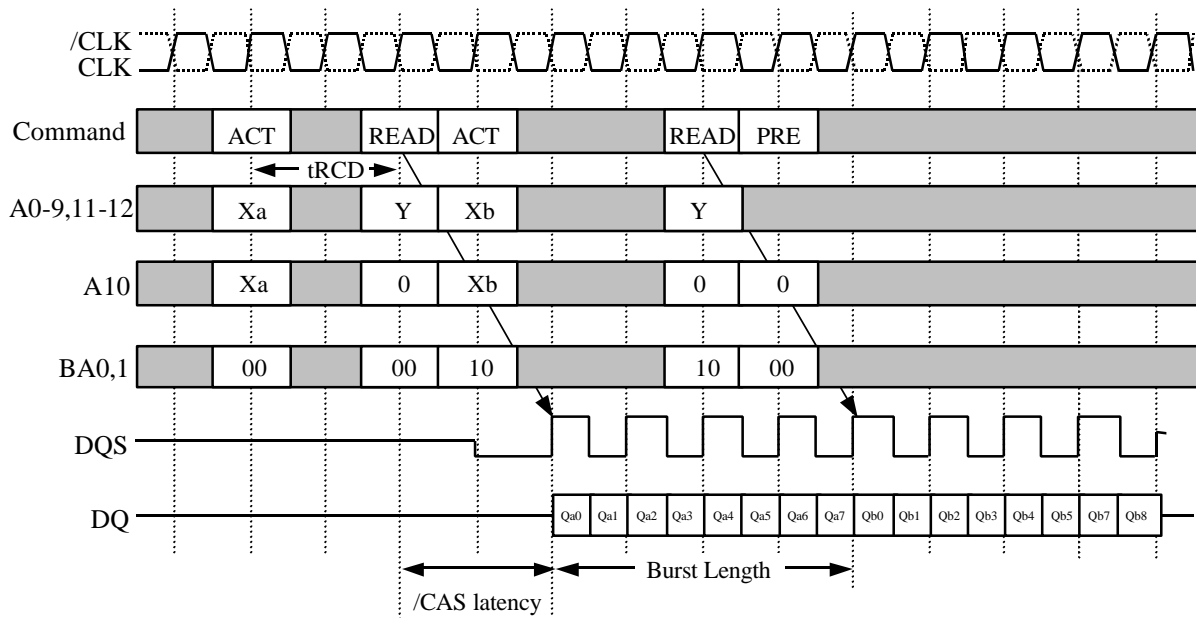 /CLK
CLK
Command ACT READ ACT READ PRE
tRCD
A0-9,11-12 Xa Y Xb Y
A10 Xa 0 Xb 0 0
BA0,1 00 00 10 10 00
DQS
DQ Qa0 Qa1 Qa2 Qa3 Qa4 Qa5 Qa6 Qa7 Qb0 Qb1 Qb2 Qb3 Qb4 Qb5 Qb7 Qb8
Burst Length
/CAS latency